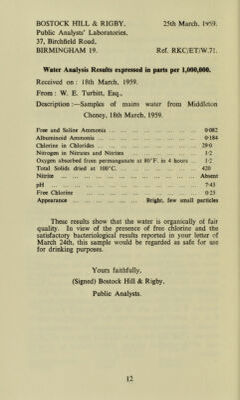 BOSTOCK HILL & RIGBY, 25th March, 1959.
Public Analysts' Laboratories,
37, Birchfield Road,
BIRMINGHAM 19. Ref. RKC/ET/W.71.
Water Analysis Results expressed in parts per 1,000,000.
Received on: 18th March, 1959.
From: W. E. Turbitt, Esq.,
Description:—Samples of mains water from Middleton
Cheney, 18th March, 1959.
Free and Saline Ammonia ... 0·082
Albuminoid Ammonia ... 0·184
Chlorine in Chlorides ... 29·0
Nitrogen in Nitrates and Nitrites ... 1·2
Oxygen absorbed from permanganate at 80°F. in 4 hours ... 1·2
Total Solids dried at 100°C. ... 420
Nitrite ... Absent
pH ... 7·43
Free Chlorine ... 0·25
Appearance ... Bright, few small particles
These results show that the water is organically of fair
quality. In view of the presence of free chlorine and the
satisfactory bacteriological results reported in your letter of
March 24th, this sample would be regarded as safe for use
for drinking purposes.
Yours faithfully,
(Signed) Bostock Hill & Rigby,
Public Analysts.
12